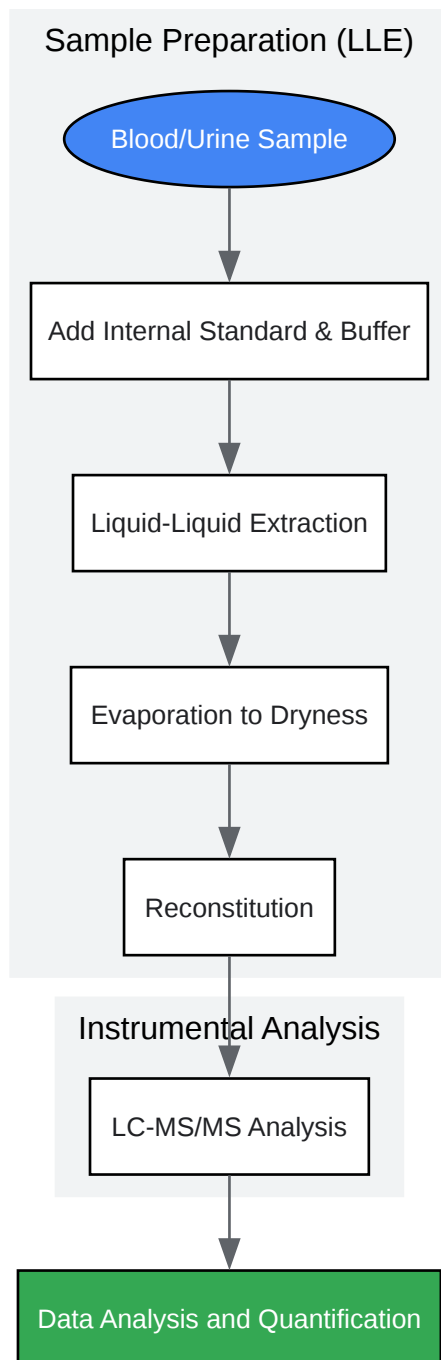 Sample Preparation (LLE)
Blood/Urine Sample
Add Internal Standard & Buffer
Liquid-Liquid Extraction
Evaporation to Dryness
Reconstitution
Instrumental Analysis
LC-MS/MS Analysis
Data Analysis and Quantification